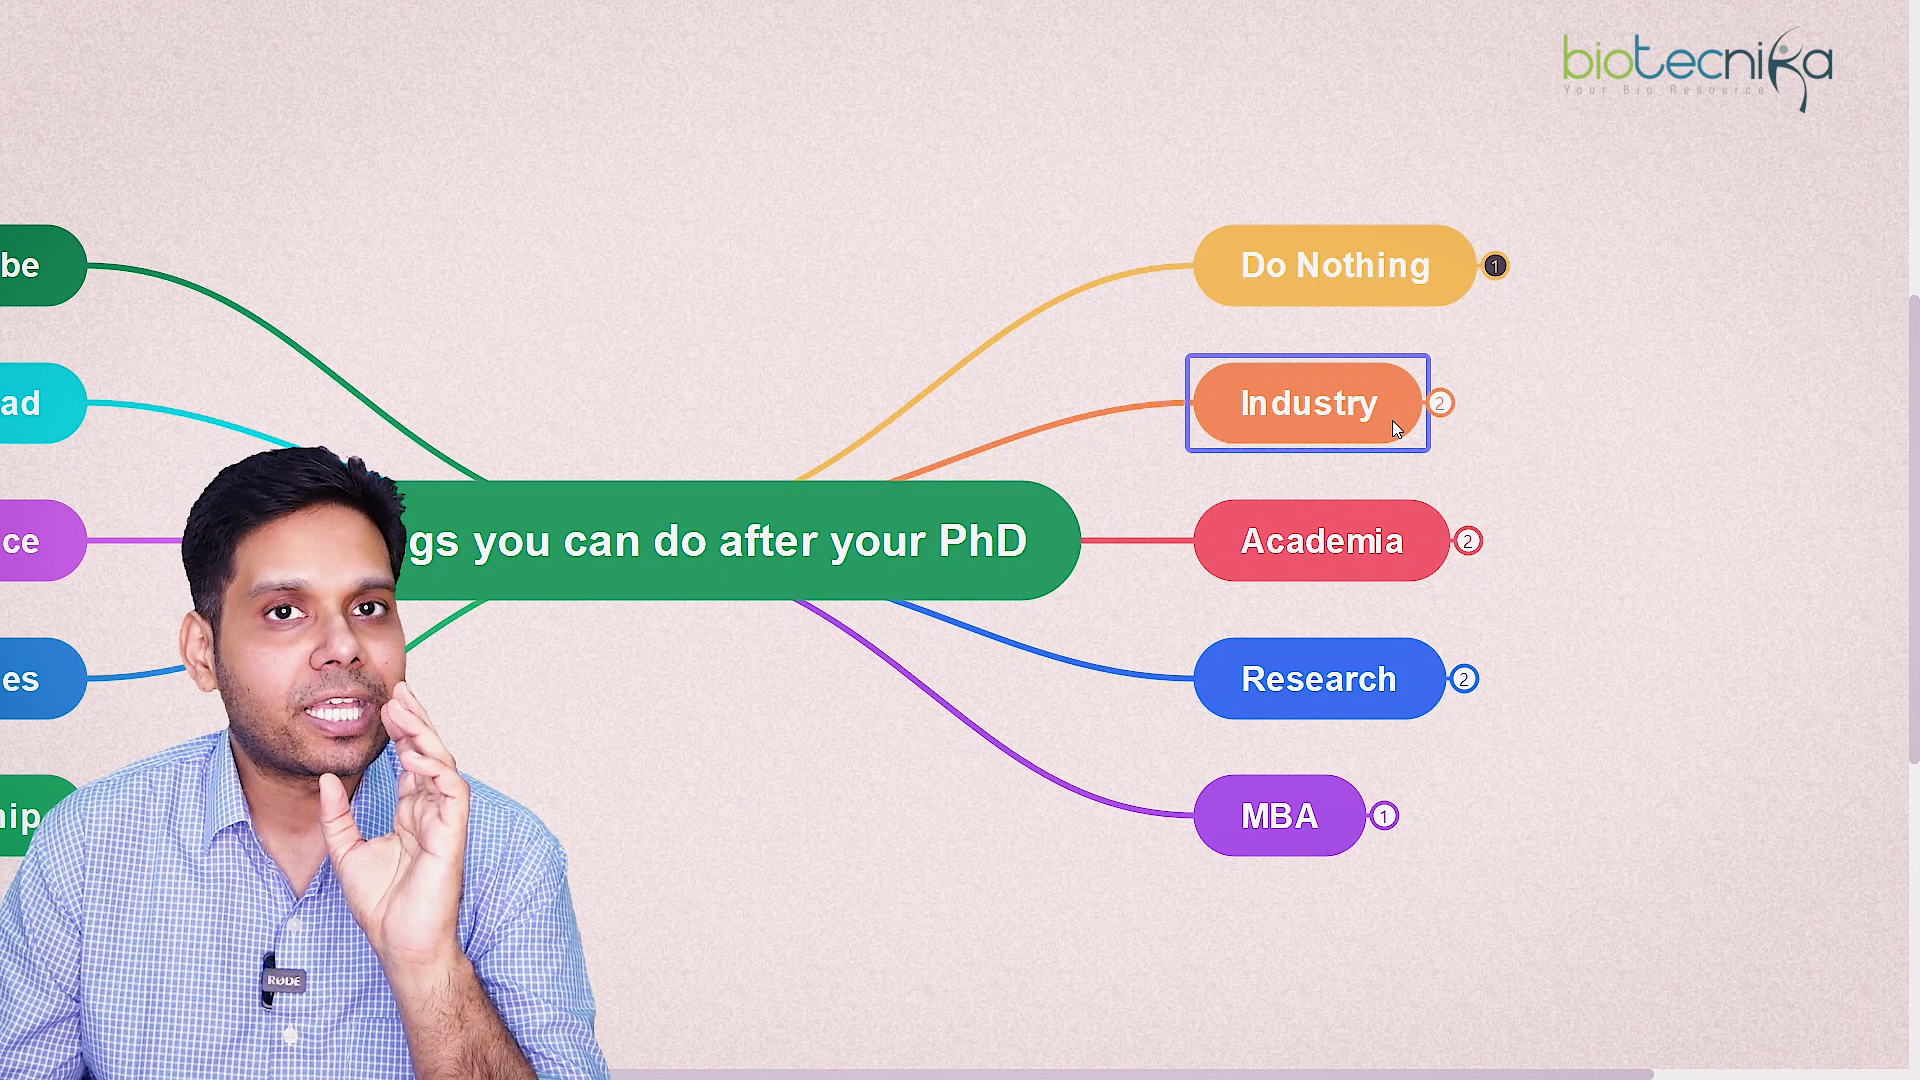 biotecnika
Your Bio Resource
be
Do Nothing
1
ad
Industry
2
ce
gs you can do after your PhD
Academia
2
es
Research
2
hip
MBA
1
RØDE